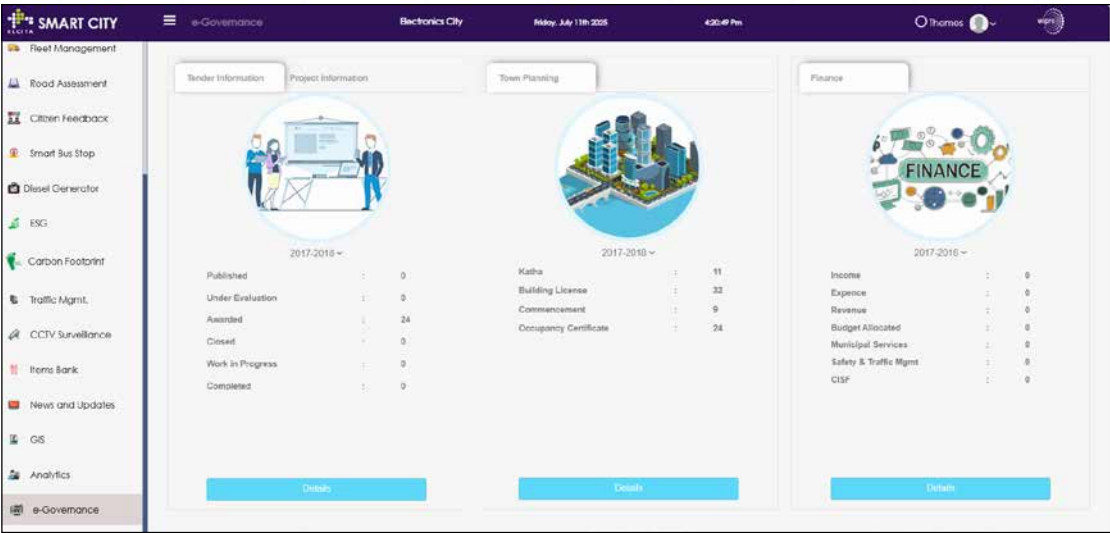 ELCITA SMART CITY
e-Governance
Electronics City
Friday, July 11th 2025
4:20:49 Pm
Thomas
wipro
Fleet Management
Road Assessment
Citizen Feedback
Smart Bus Stop
Diesel Generator
ESG
Carbon Footprint
Traffic Mgmt.
CCTV Surveillance
Items Bank
News and Updates
GIS
Analytics
e-Governance
Tender Information Project Information
2017-2018
Published : 0
Under Evaluation : 0
Awarded : 24
Closed : 0
Work in Progress : 0
Completed : 0
Details
Town Planning
2017-2018
Katha : 11
Building License : 32
Commencement : 9
Occupancy Certificate : 24
Details
Finance
FINANCE
2017-2018
Income : 0
Expence : 0
Revenue : 0
Budget Allocated : 0
Municipal Services : 0
Safety & Traffic Mgmt : 0
CISF : 0
Details